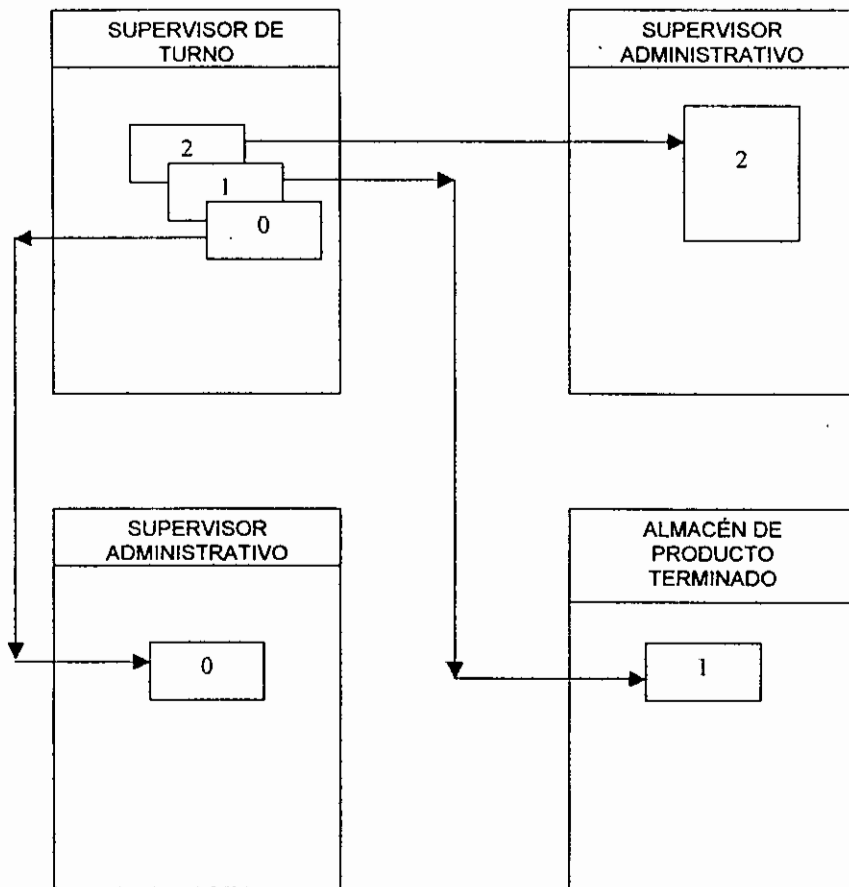 SUPERVISOR DE
TURNO
2
1
0
SUPERVISOR
ADMINISTRATIVO
2
SUPERVISOR
ADMINISTRATIVO
0
ALMACÉN DE
PRODUCTO
TERMINADO
1